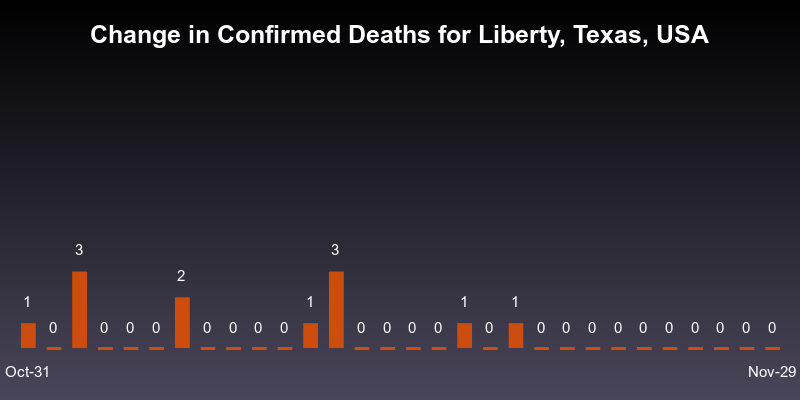 Change in Confirmed Deaths for Liberty, Texas, USA
1 0 3 0 0 0 2 0 0 0 0 1 3 0 0 0 0 1 0 1 0 0 0 0 0 0 0 0 0 0
Oct-31 Nov-29